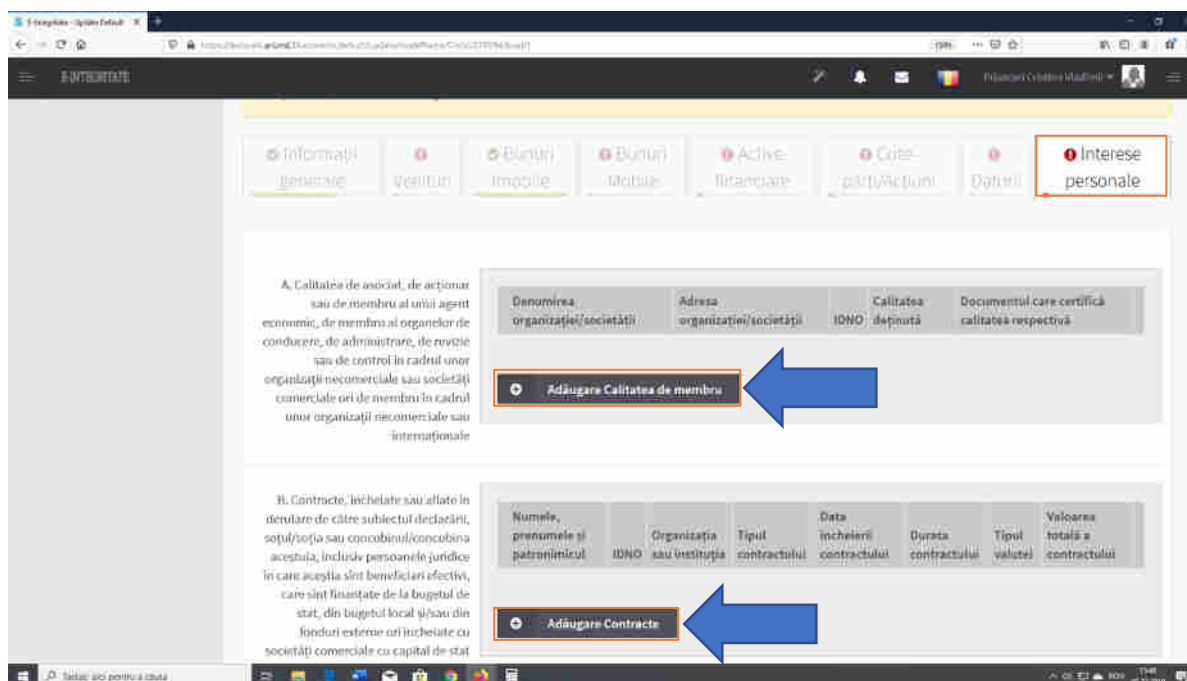 E-INTEGRITATE
Informații generale
Venituri
Bunuri Imobile
Bunuri Mobile
Active financiare
Cote-părți/Acțiuni
Datorii
Interese personale
A. Calitatea de asociat, de acționar
sau de membru al unui agent
economic, de membru al organelor de
conducere, de administrare, de revizie
sau de control în cadrul unor
organizații necomerciale sau societăți
comerciale ori de membru în cadrul
unor organizații necomerciale sau
internaționale
Denumirea organizației/societății
Adresa organizației/societății
IDNO
Calitatea deținută
Documentul care certifică calitatea respectivă
Adăugare Calitatea de membru
B. Contracte, încheiate sau aflate în
derulare de către subiectul declarării,
soțul/soția sau concubinul/concubina
acestuia, inclusiv persoanele juridice
în care aceștia sînt beneficiari efectivi,
care sînt finanțate de la bugetul de
stat, din bugetul local și/sau din
fonduri externe ori încheiate cu
societăți comerciale cu capital de stat
Numele, prenumele și patronimicul
IDNO
Organizația sau instituția
Tipul contractului
Data încheierii contractului
Durata contractului
Tipul valutei
Valoarea totală a contractului
Adăugare Contracte